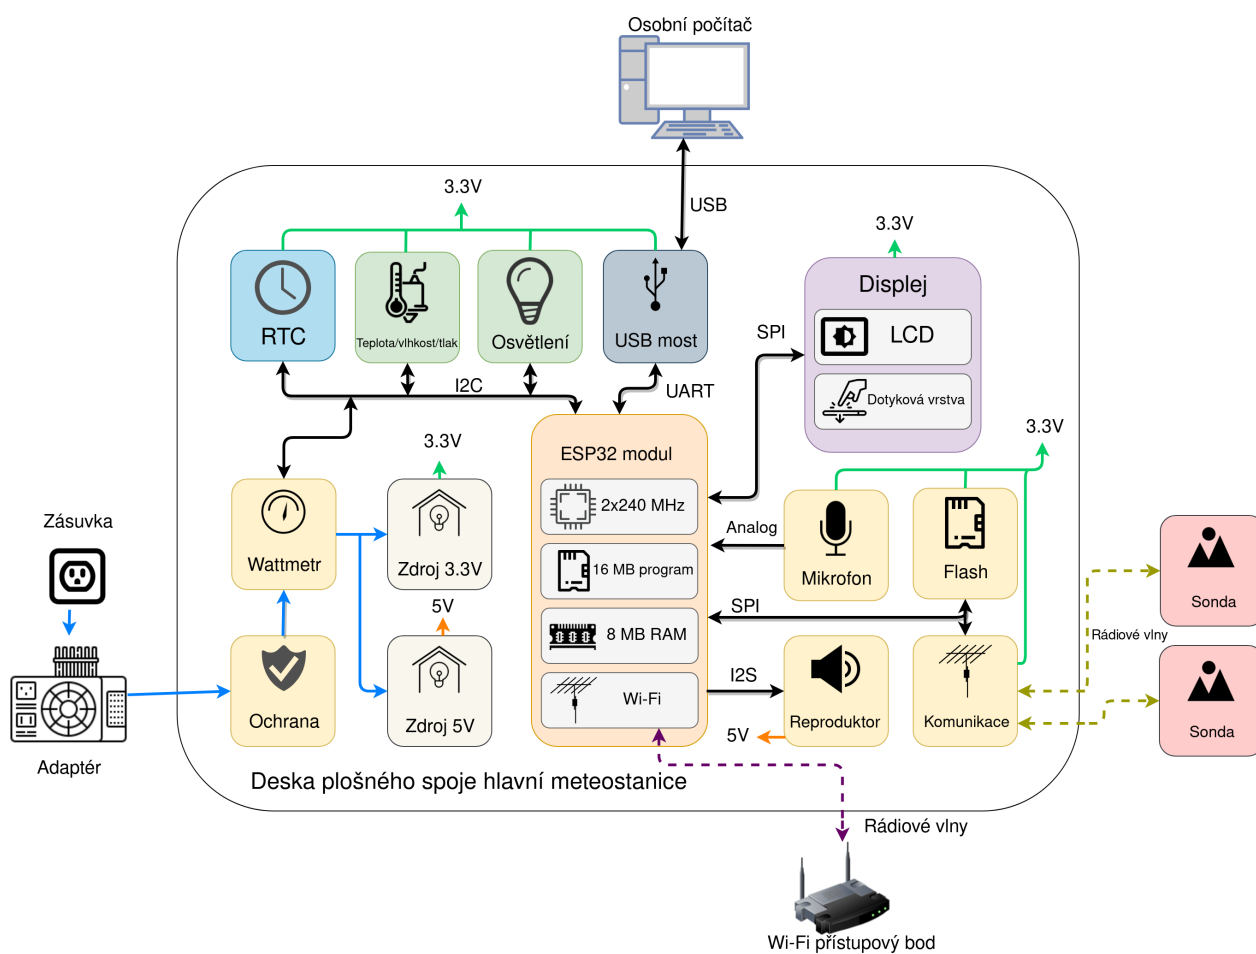 Osobní počítač
USB
3.3V
3.3V
RTC
Teplota/vlhkost/tlak
Osvětlení
USB most
Displej
LCD
Dotyková vrstva
SPI
I2C
UART
3.3V
3.3V
ESP32 modul
2x240 MHz
16 MB program
8 MB RAM
Wi-Fi
Analog
Mikrofon
Flash
Wattmetr
Zdroj 3.3V
Zásuvka
5V
SPI
Sonda
Rádiové vlny
I2S
Ochrana
Zdroj 5V
Reproduktor
Komunikace
5V
Sonda
Adaptér
Deska plošného spoje hlavní meteostanice
Rádiové vlny
Wi-Fi přístupový bod